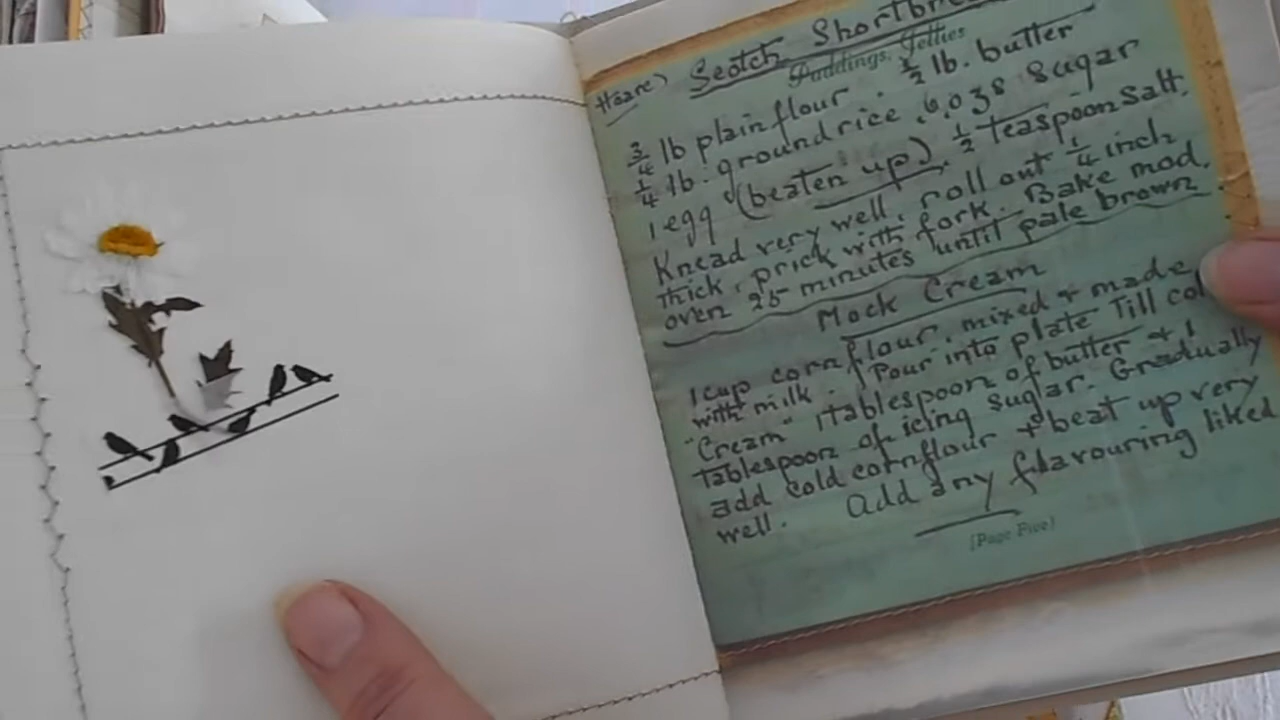 Scotch Shortbre
Puddings, Jellies
3/4 lb plain flour. 1/2 lb. butter
1/4 lb. ground rice. 6 ozs sugar
1 egg (beaten up). 1/2 teaspoon salt.
Knead very well, roll out 1/4 inch
thick, prick with fork. Bake mod.
oven 25 minutes until pale brown.
Mock Cream
1 cup cornflour, mixed + made
with milk. Pour into plate Till col
"Cream" 1 tablespoon of butter + 1
tablespoon of icing sugar. Gradually
add cold cornflour + beat up very
well. Add any flavouring liked
[Page Five]